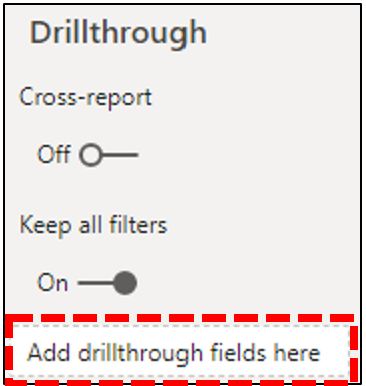 Drillthrough
Cross-report
Off
Keep all filters
On
Add drillthrough fields here